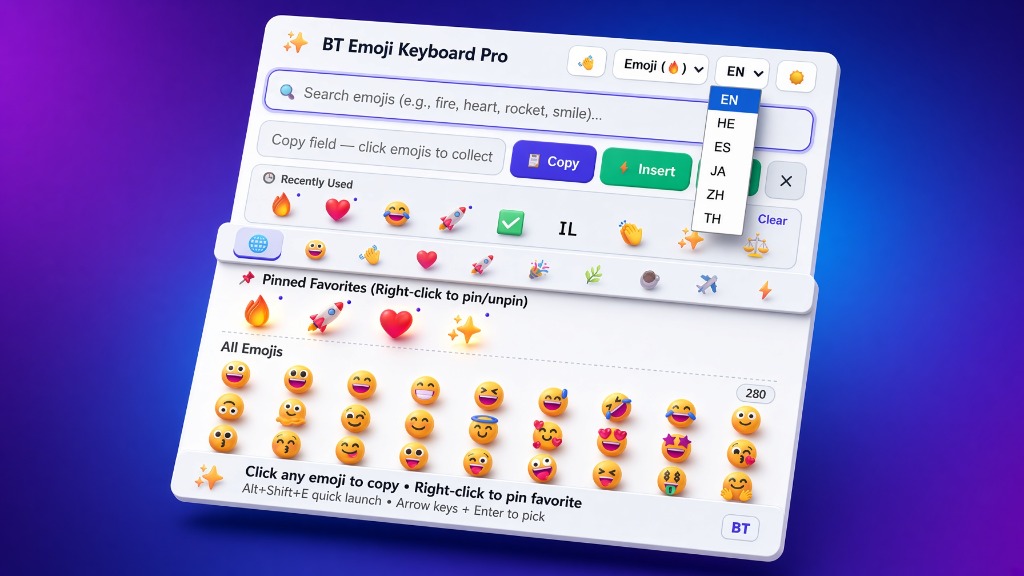 BT Emoji Keyboard Pro
Emoji (🔥)
EN
Search emojis (e.g., fire, heart, rocket, smile)...
EN
HE
ES
JA
ZH
TH
Copy field — click emojis to collect
Copy
Insert
Recently Used
Clear
IL
Pinned Favorites (Right-click to pin/unpin)
All Emojis
280
Click any emoji to copy • Right-click to pin favorite
Alt+Shift+E quick launch • Arrow keys + Enter to pick
BT